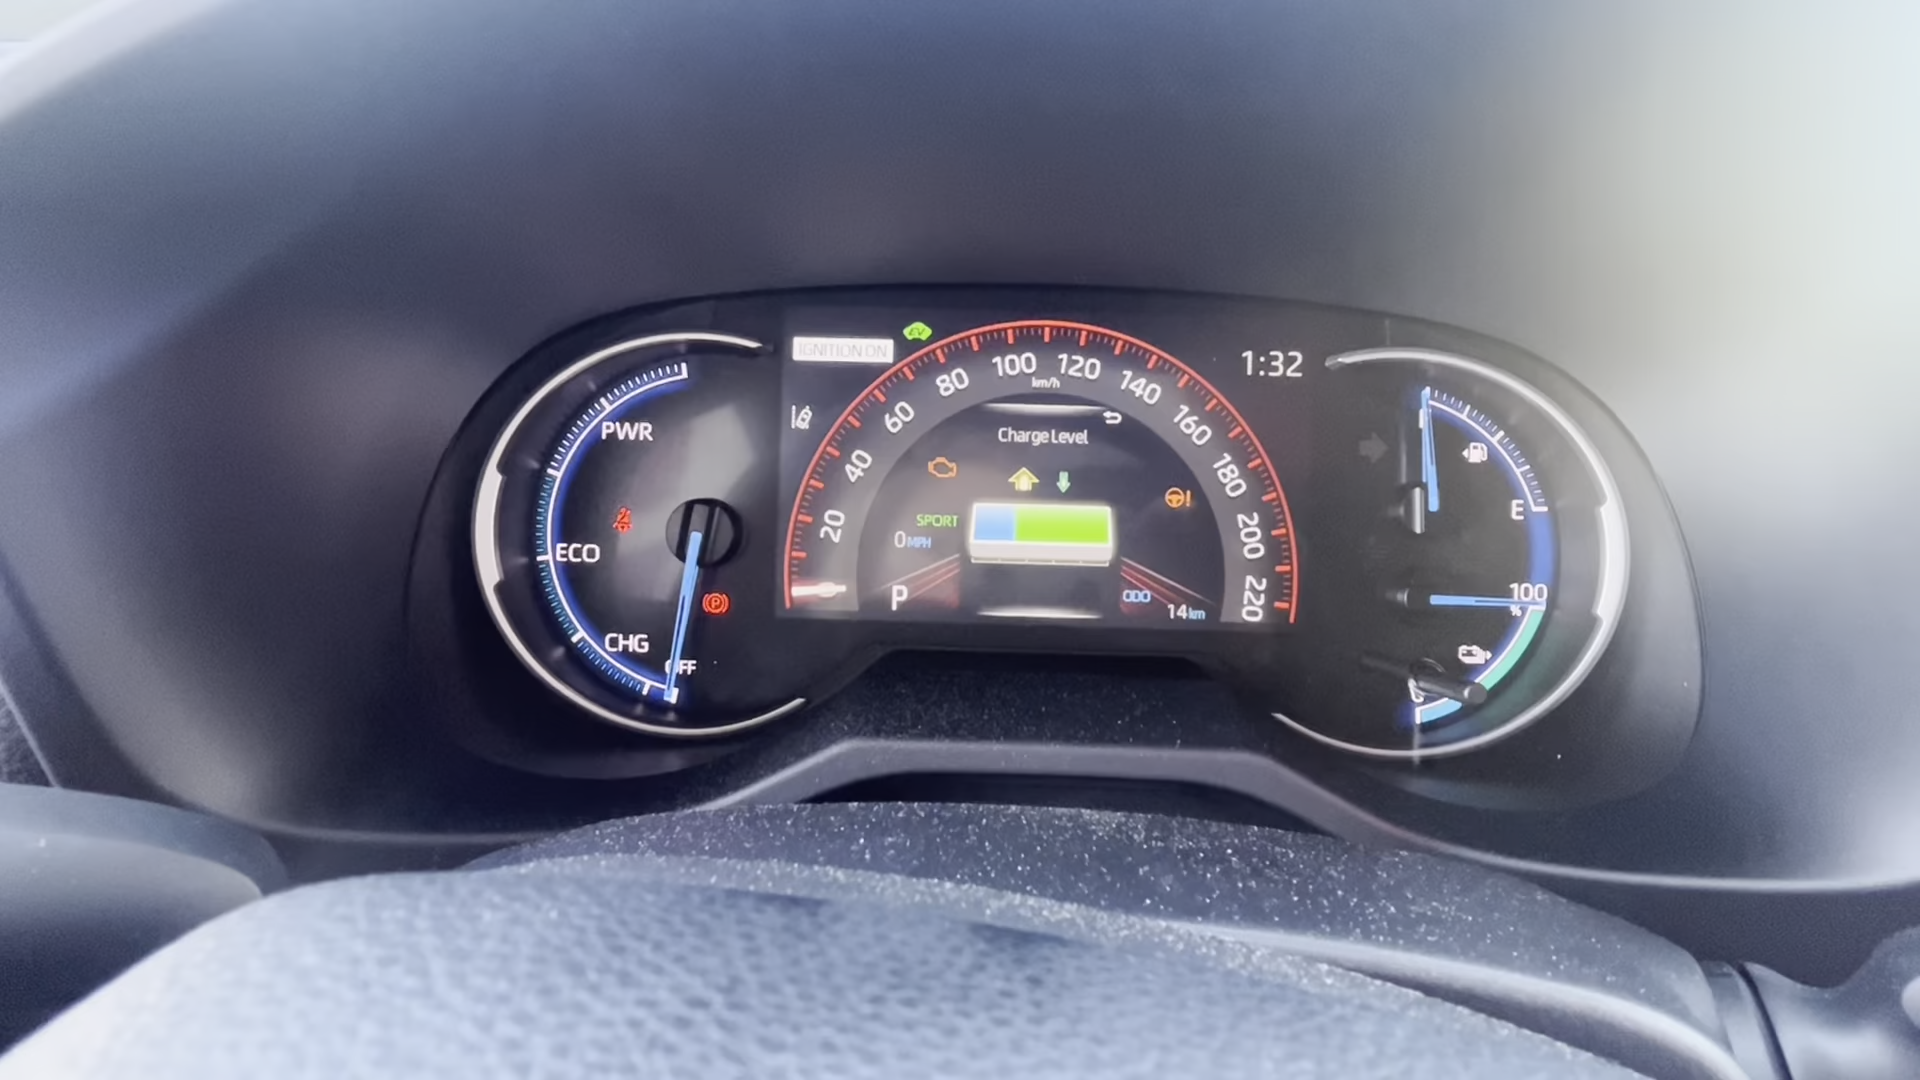 IGNITION ON
EV
1:32
PWR
ECO
CHG
OFF
20
40
60
80
100
120
140
160
180
200
220
km/h
Charge Level
SPORT
0 MPH
P
ODO
14 km
E
100
%